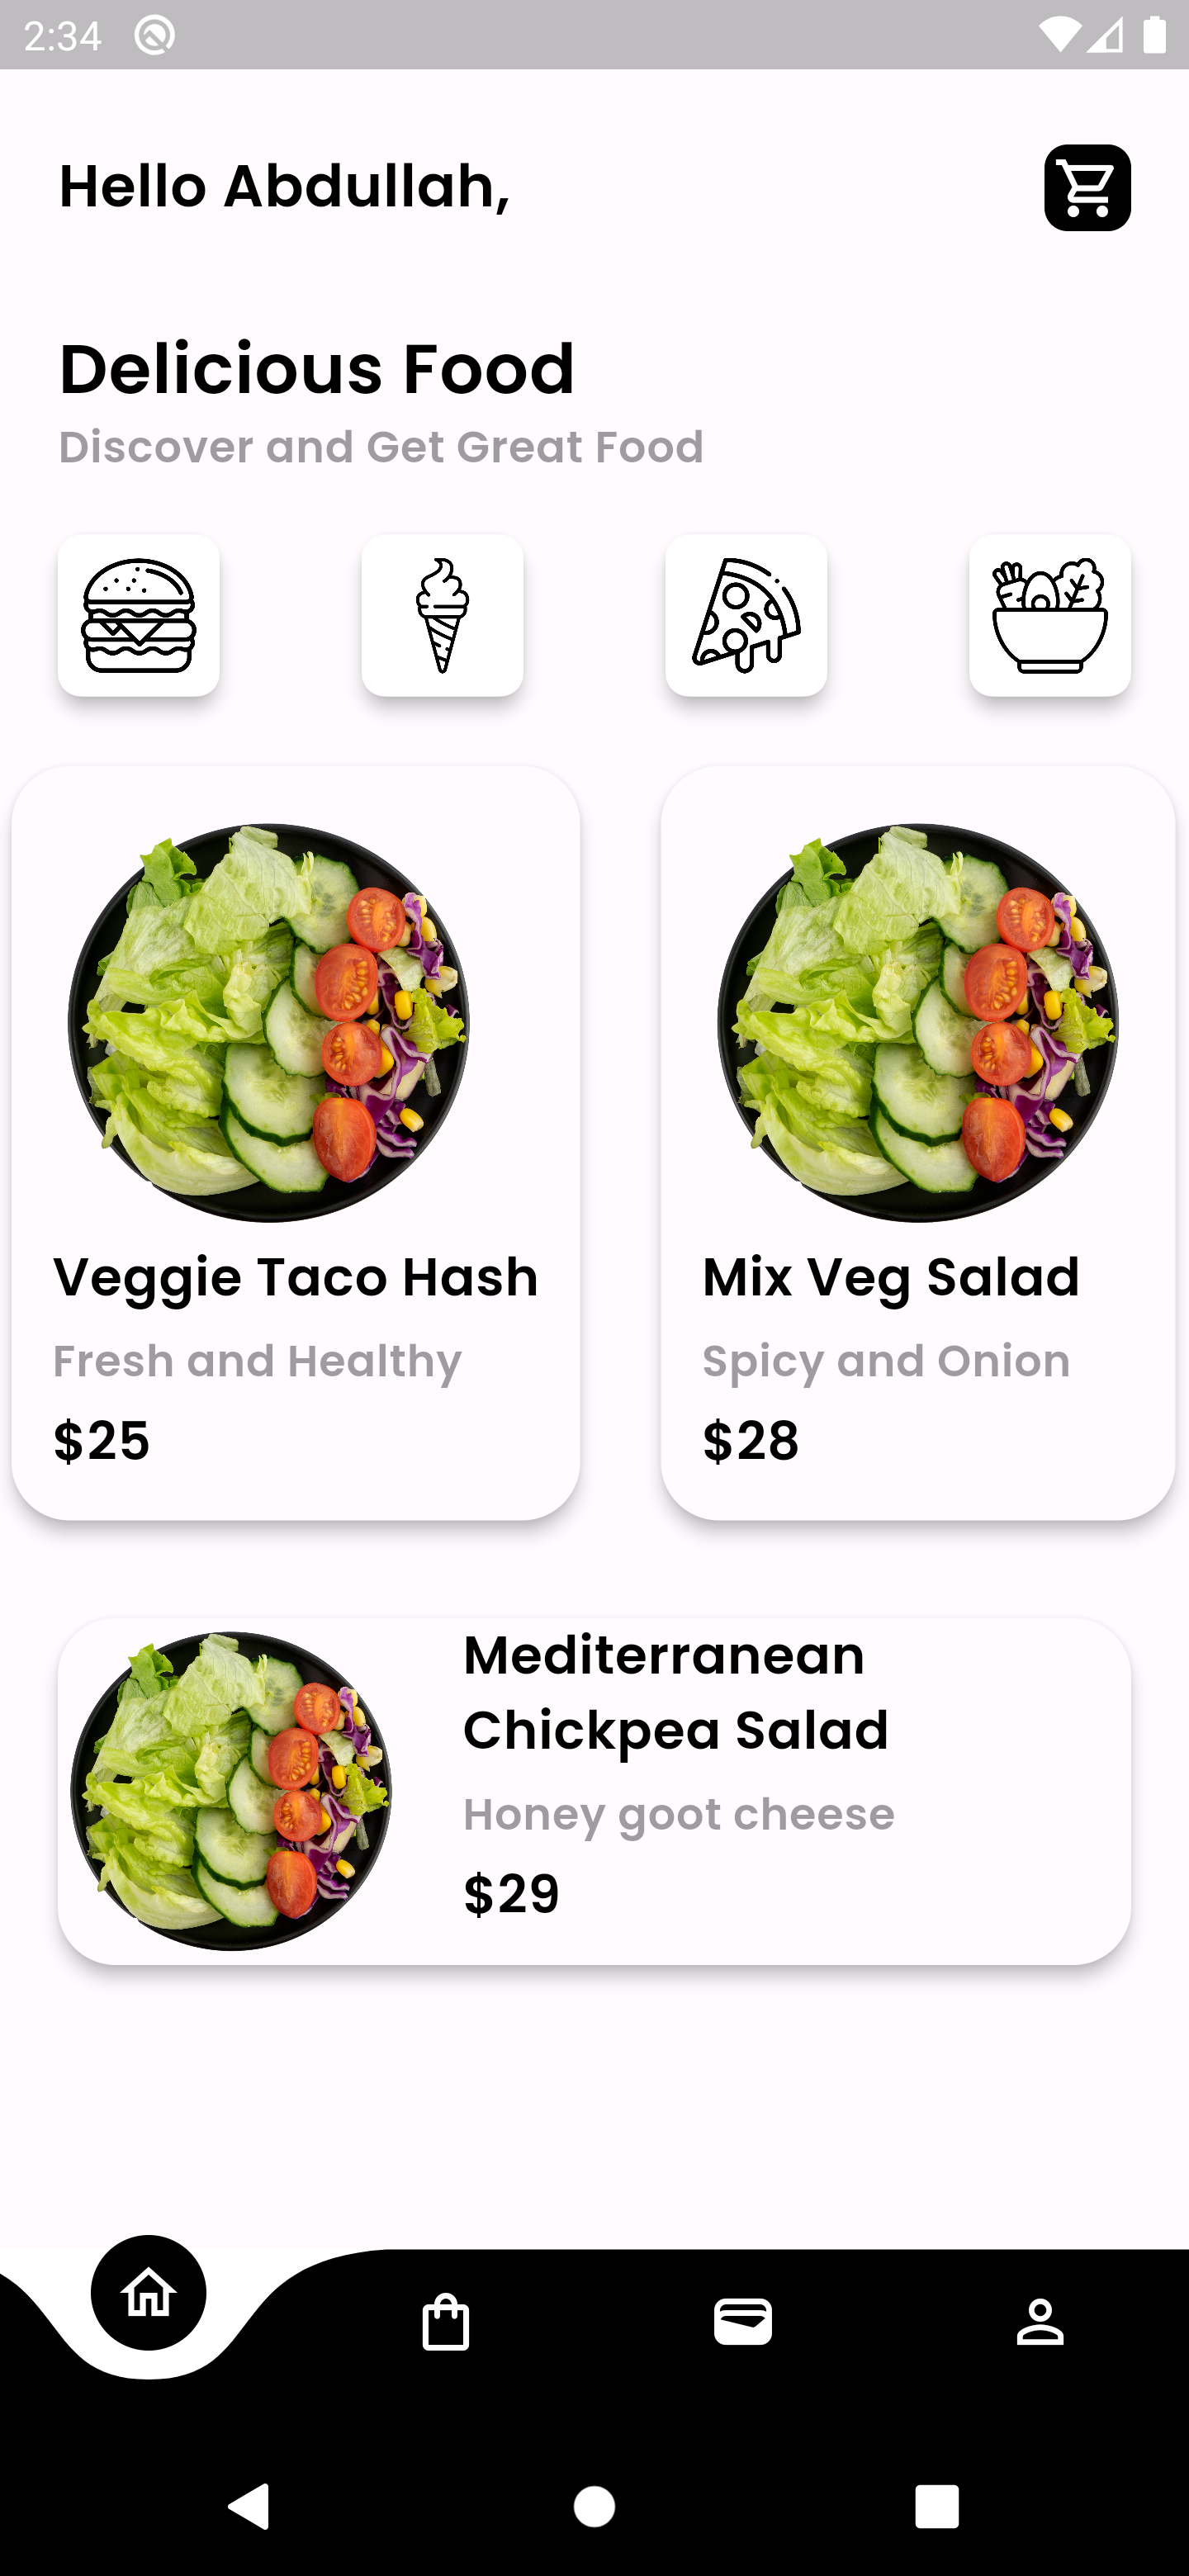 2:34
Hello Abdullah,
Delicious Food
Discover and Get Great Food
Veggie Taco Hash
Fresh and Healthy
$25
Mix Veg Salad
Spicy and Onion
$28
Mediterranean
Chickpea Salad
Honey goot cheese
$29